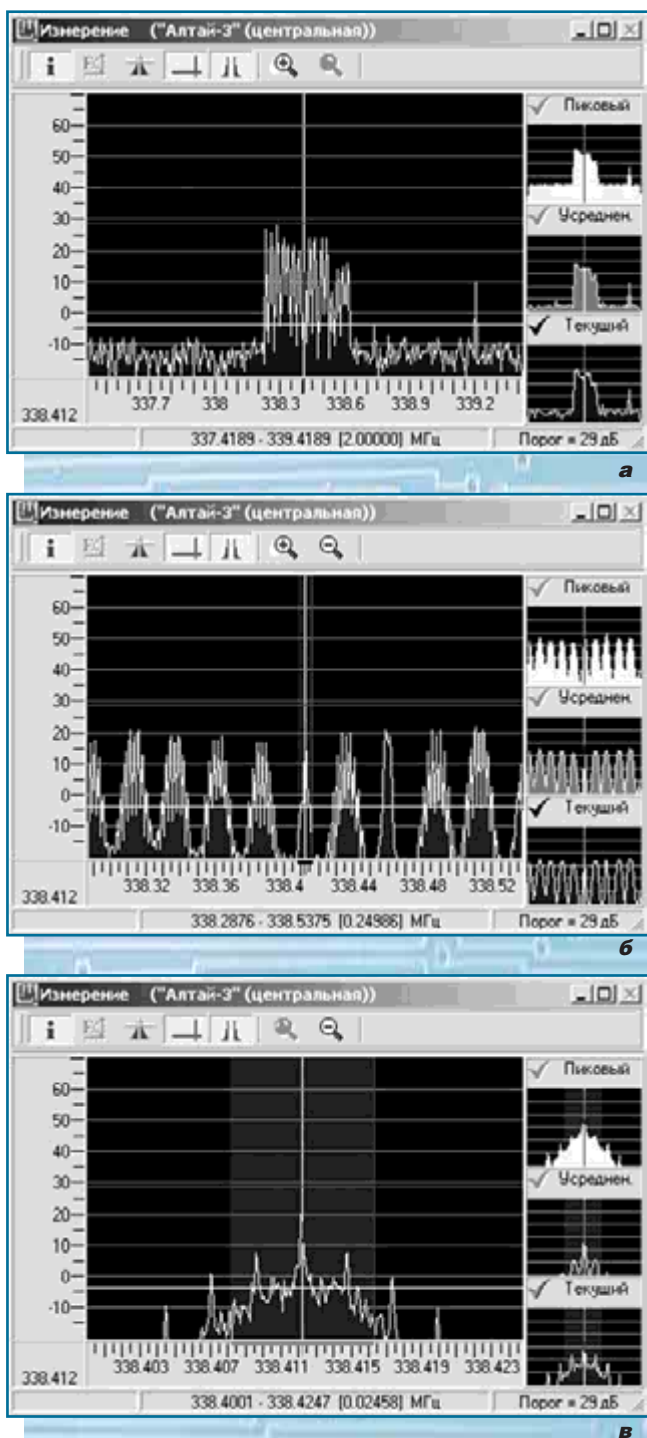 Измерение ("Алтай-3" (центральная))
Пиковый
60
50
40
30
20
10
0
-10
Усреднен.
Текущий
337.7 338 338.3 338.6 338.9 339.2
338.412
337.4189 - 339.4189 [2.00000] МГц Порог = 29 дБ
а
Измерение ("Алтай-3" (центральная))
Пиковый
60
50
40
30
20
10
0
-10
Усреднен.
Текущий
338.32 338.36 338.4 338.44 338.48 338.52
338.412
338.2876 - 338.5375 [0.24986] МГц Порог = 29 дБ
б
Измерение ("Алтай-3" (центральная))
Пиковый
60
50
40
30
20
10
0
-10
Усреднен.
Текущий
338.403 338.407 338.411 338.415 338.419 338.423
338.412
338.4001 - 338.4247 [0.02458] МГц Порог = 29 дБ
в